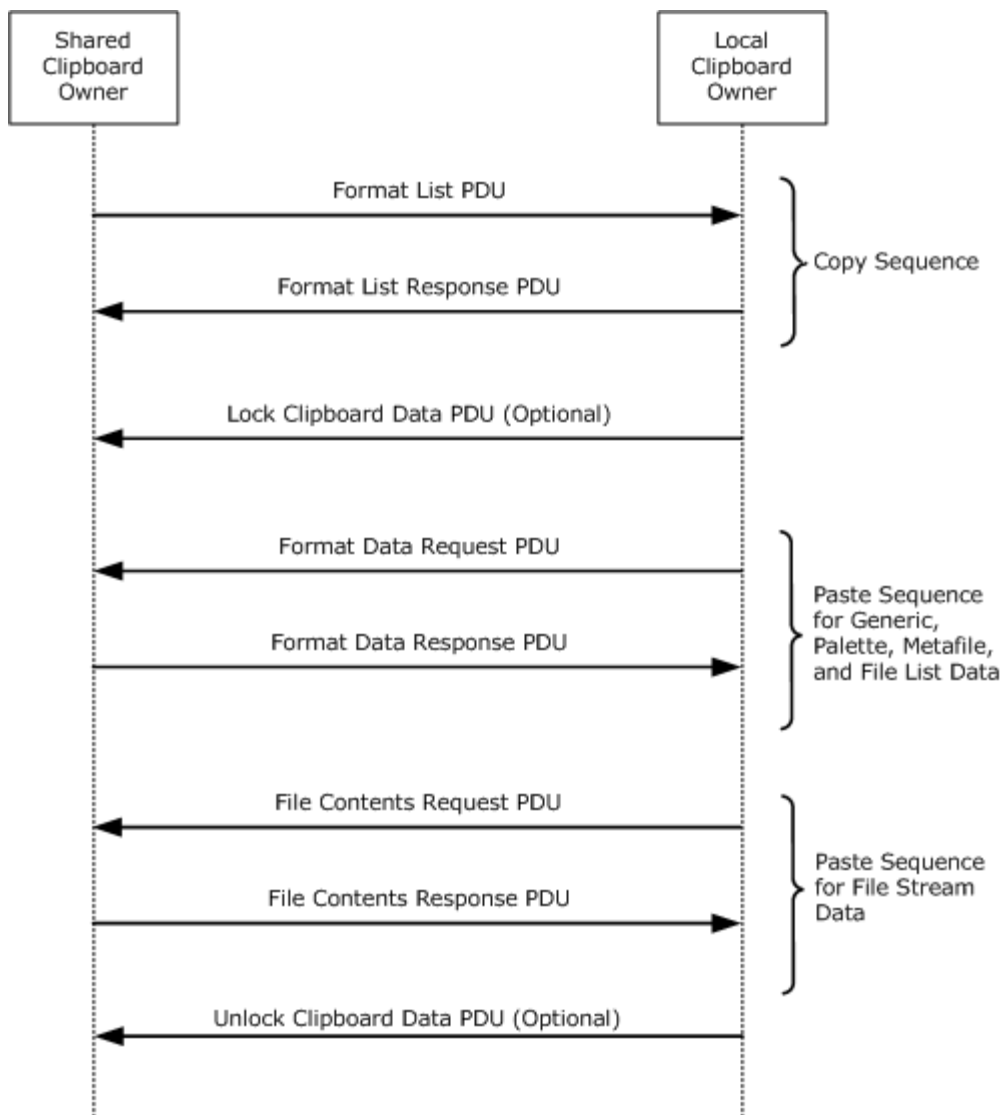 Shared
Clipboard
Owner
Local
Clipboard
Owner
Format List PDU
Copy Sequence
Format List Response PDU
Lock Clipboard Data PDU (Optional)
Format Data Request PDU
Paste Sequence
for Generic,
Palette, Metafile,
and File List Data
Format Data Response PDU
File Contents Request PDU
Paste Sequence
for File Stream
Data
File Contents Response PDU
Unlock Clipboard Data PDU (Optional)